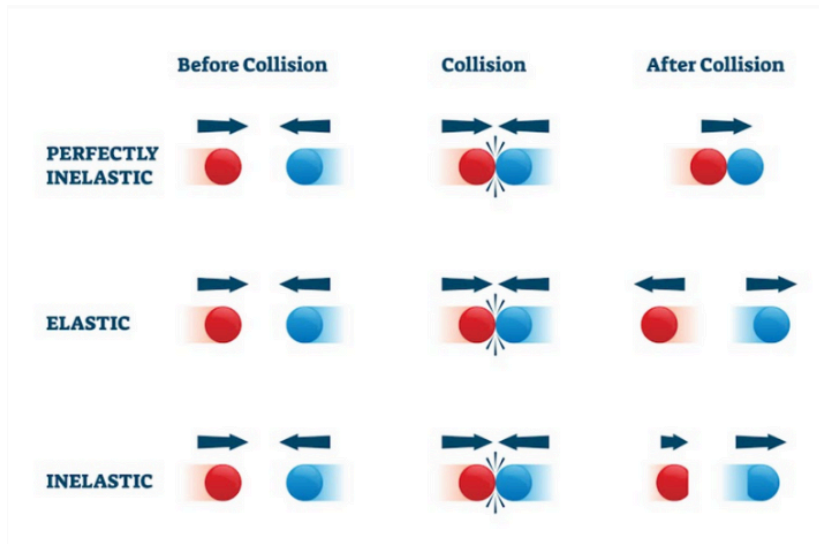 Before Collision
Collision
After Collision
PERFECTLY
INELASTIC
ELASTIC
INELASTIC